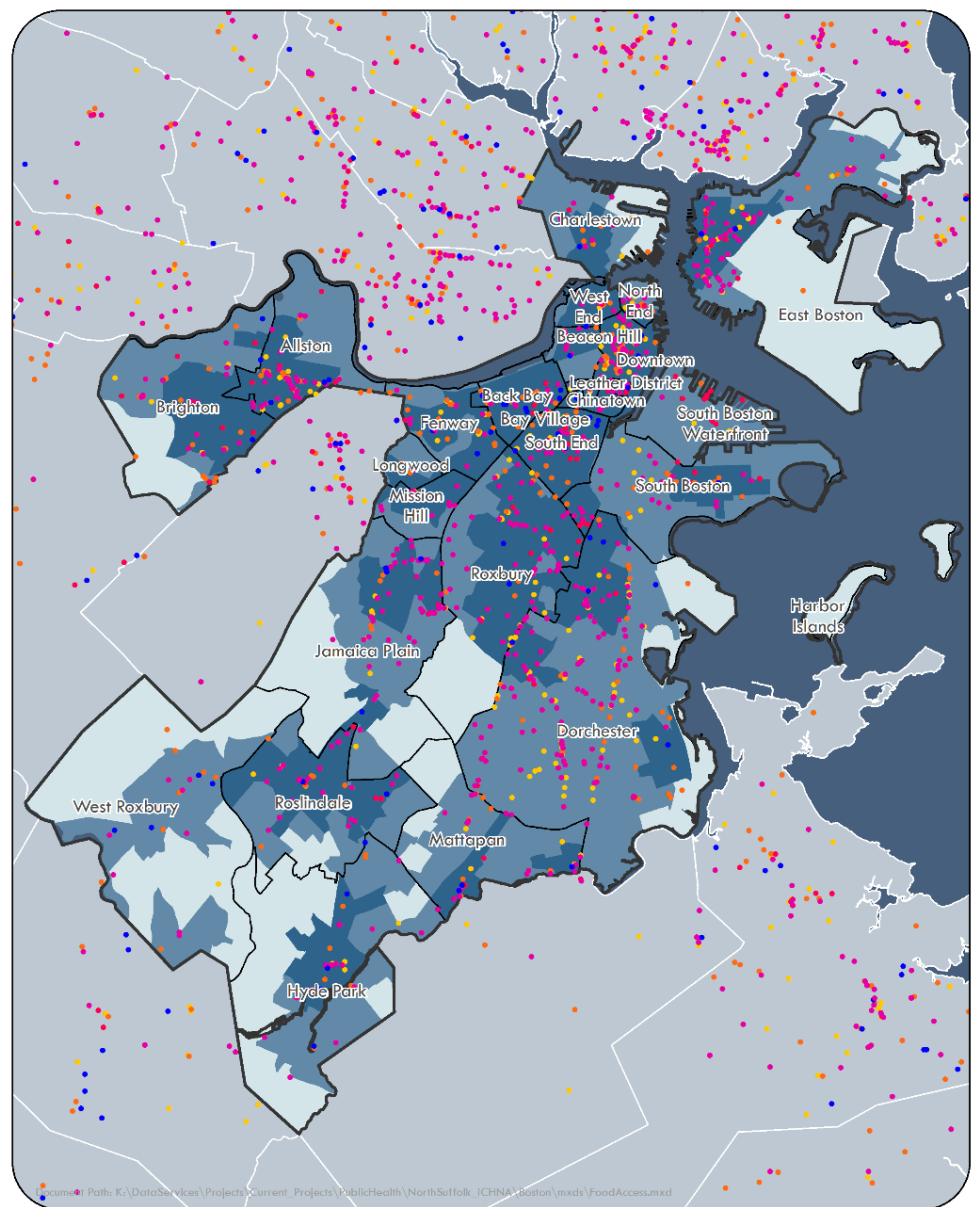 Charlestown
West
End
North
End
Beacon Hill
East Boston
Allston
Downtown
Leather District
Back Bay
Chinatown
Brighton
Bay Village
South Boston
Waterfront
Fenway
South End
Longwood
South Boston
Mission
Hill
Roxbury
Harbor
Islands
Jamaica Plain
Dorchester
West Roxbury
Roslindale
Mattapan
Hyde Park
Document Path: K:\DataServices\Projects\Current_Projects\PublicHealth\NorthSuffolk_iCHNA\Boston\mxds\FoodAccess.mxd